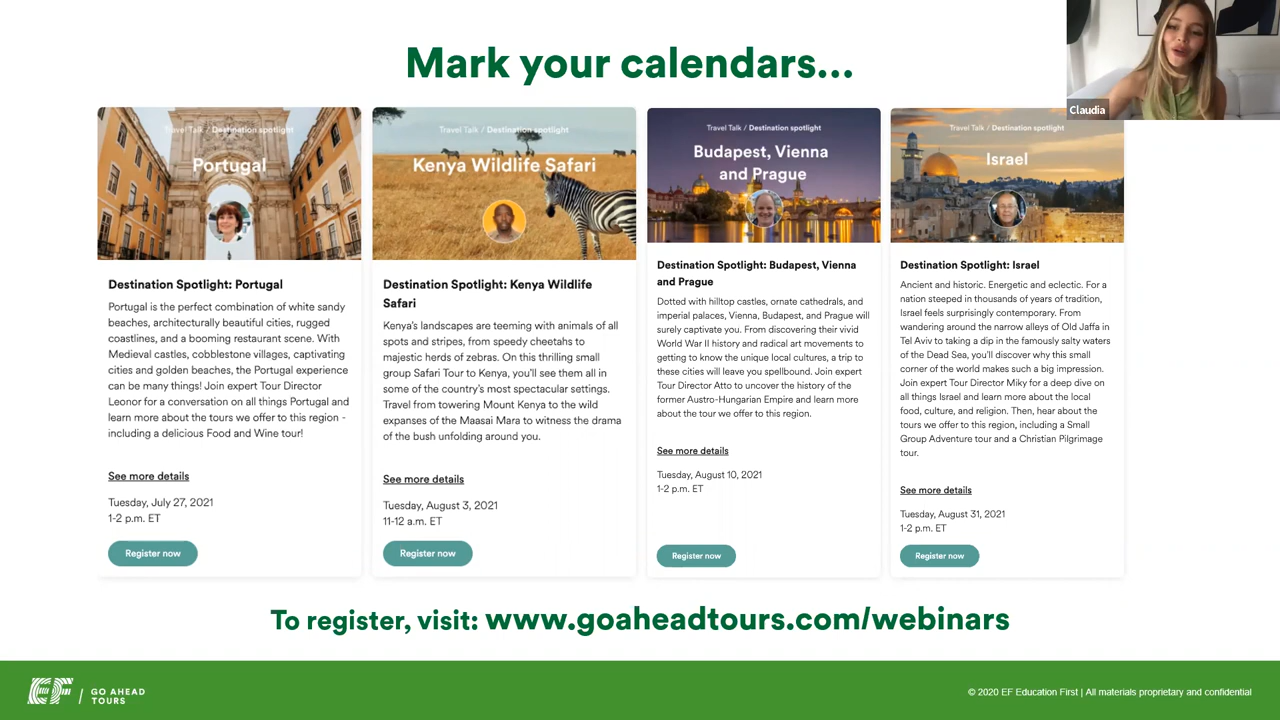 Mark your calendars...
Claudia
Travel Talk / Destination spotlight
Portugal
Destination Spotlight: Portugal
Portugal is the perfect combination of white sandy
beaches, architecturally beautiful cities, rugged
coastlines, and a booming restaurant scene. With
Medieval castles, cobblestone villages, captivating
cities and golden beaches, the Portugal experience
can be many things! Join expert Tour Director
Leonor for a conversation on all things Portugal and
learn more about the tours we offer to this region -
including a delicious Food and Wine tour!
See more details
Tuesday, July 27, 2021
1-2 p.m. ET
Register now
Travel Talk / Destination spotlight
Kenya Wildlife Safari
Destination Spotlight: Kenya Wildlife
Safari
Kenya's landscapes are teeming with animals of all
spots and stripes, from speedy cheetahs to
majestic herds of zebras. On this thrilling small
group Safari Tour to Kenya, you'll see them all in
some of the country's most spectacular settings.
Travel from towering Mount Kenya to the wild
expanses of the Maasai Mara to witness the drama
of the bush unfolding around you.
See more details
Tuesday, August 3, 2021
11-12 a.m. ET
Register now
Travel Talk / Destination spotlight
Budapest, Vienna
and Prague
Destination Spotlight: Budapest, Vienna
and Prague
Dotted with hilltop castles, ornate cathedrals, and
imperial palaces, Vienna, Budapest, and Prague will
surely captivate you. From discovering their vivid
World War II history and radical art movements to
getting to know the unique local cultures, a trip to
these cities will leave you spellbound. Join expert
Tour Director Atto to uncover the history of the
former Austro-Hungarian Empire and learn more
about the tour we offer to this region.
See more details
Tuesday, August 10, 2021
1-2 p.m. ET
Register now
Travel Talk / Destination spotlight
Israel
Destination Spotlight: Israel
Ancient and historic. Energetic and eclectic. For a
nation steeped in thousands of years of tradition,
Israel feels surprisingly contemporary. From
wandering around the narrow alleys of Old Jaffa in
Tel Aviv to taking a dip in the famously salty waters
of the Dead Sea, you'll discover why this small
corner of the world makes such a big impression.
Join expert Tour Director Miky for a deep dive on
all things Israel and learn more about the local
food, culture, and religion. Then, hear about the
tours we offer to this region, including a Small
Group Adventure tour and a Christian Pilgrimage
tour.
See more details
Tuesday, August 31, 2021
1-2 p.m. ET
Register now
To register, visit: www.goaheadtours.com/webinars
EF / GO AHEAD
TOURS
© 2020 EF Education First | All materials proprietary and confidential